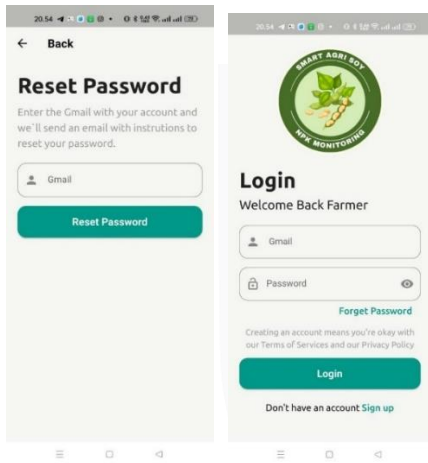 20.54
Back
Reset Password
Enter the Gmail with your account and
we`ll send an email with instrutions to
reset your password.
Gmail
Reset Password
20.54
SMART AGRI SOY
NPK MONITORING
Login
Welcome Back Farmer
Gmail
Password
Forget Password
Creating an account means you're okay with
our Terms of Services and our Privacy Policy
Login
Don't have an account Sign up